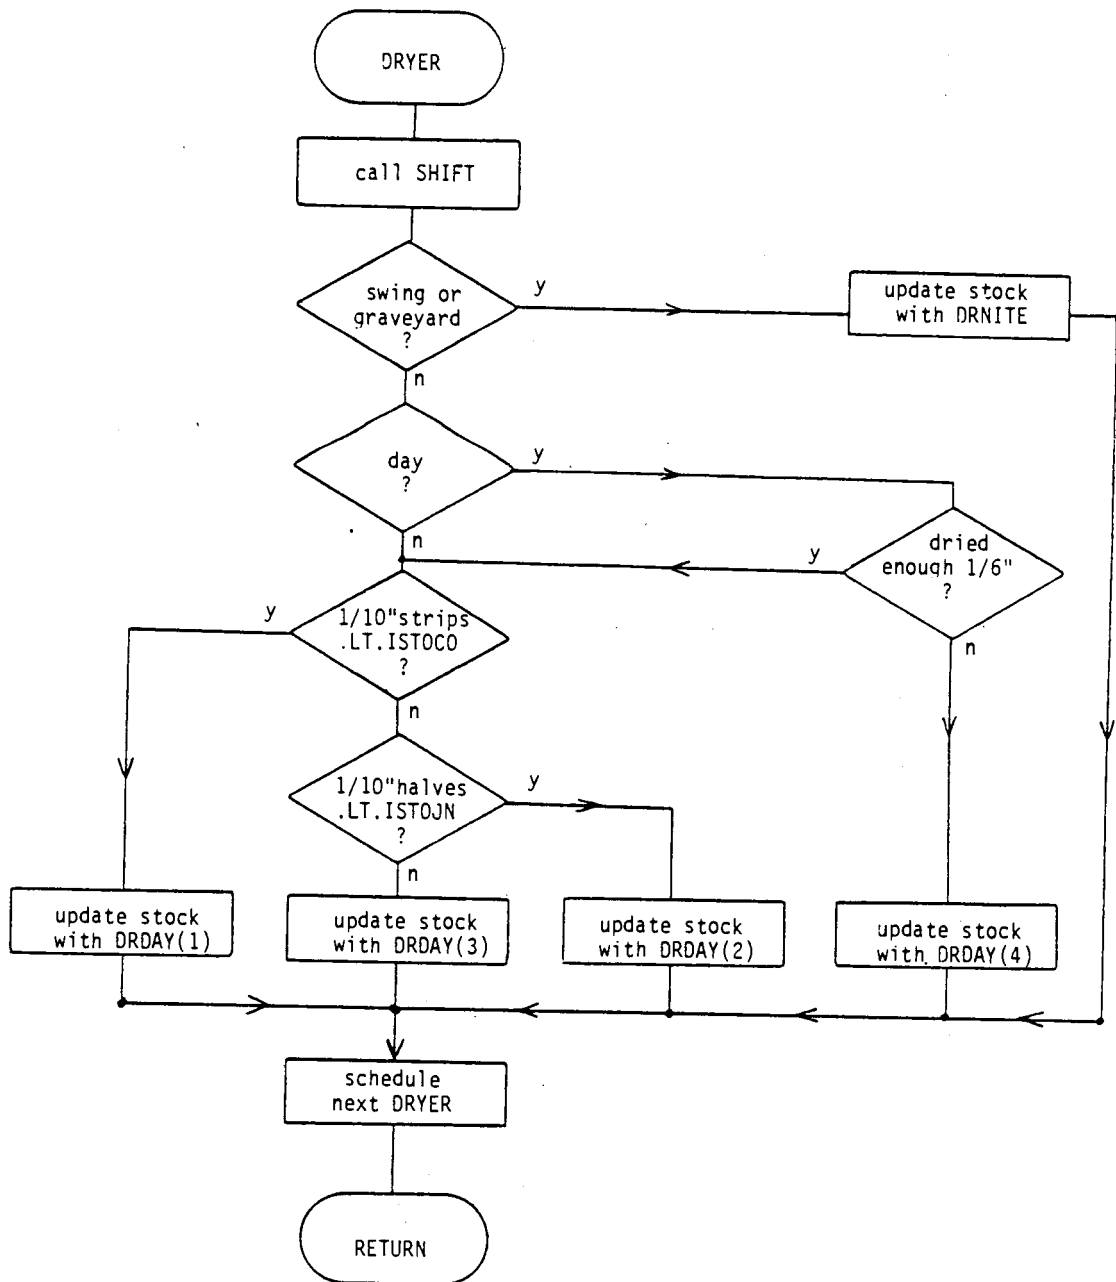 DRYER
call SHIFT
swing or
graveyard
?
y
update stock
with DRNITE
n
day
?
y
n
dried
enough 1/6"
?
y
n
1/10"strips
.LT.ISTOCO
?
y
n
1/10"halves
.LT.ISTOJN
?
y
n
update stock
with DRDAY(1)
update stock
with DRDAY(3)
update stock
with DRDAY(2)
update stock
with DRDAY(4)
schedule
next DRYER
RETURN